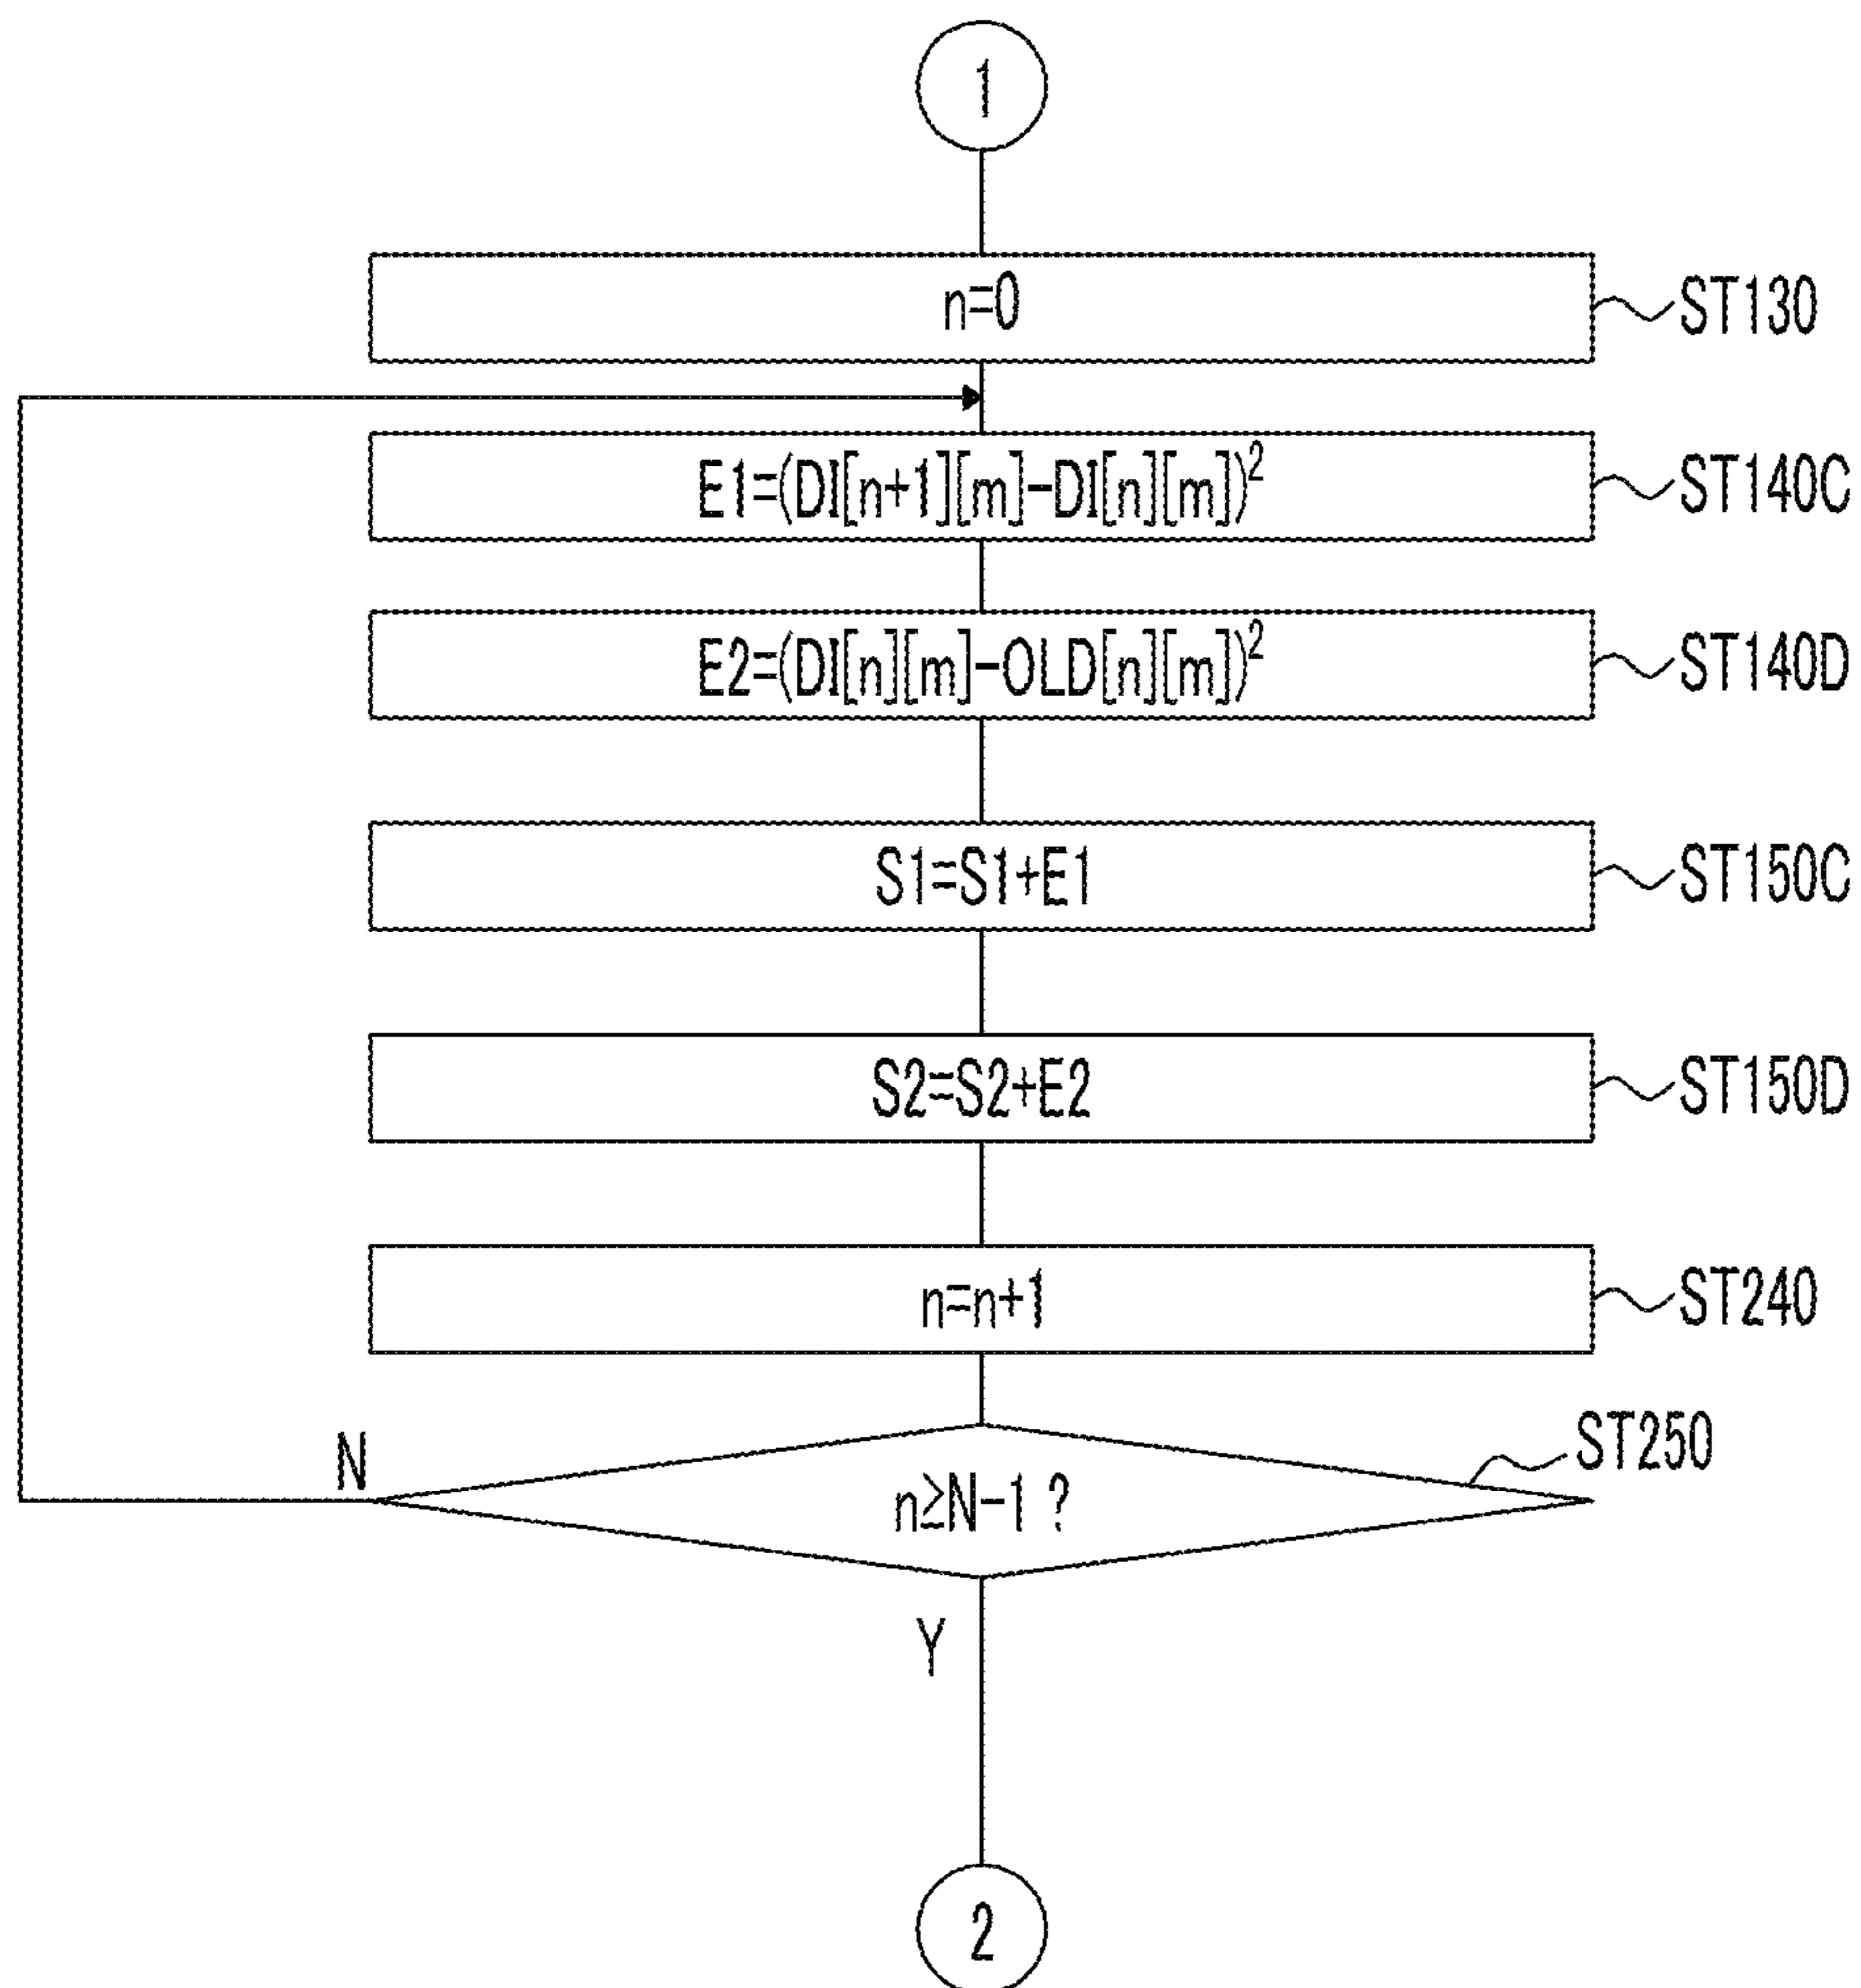 1
n=0 ST130
E1=(DI[n+1][m]-DI[n][m])² ST140C
E2=(DI[n][m]-OLD[n][m])² ST140D
S1=S1+E1 ST150C
S2=S2+E2 ST150D
n=n+1 ST240
ST250
N
n≥N-1 ?
Y
2